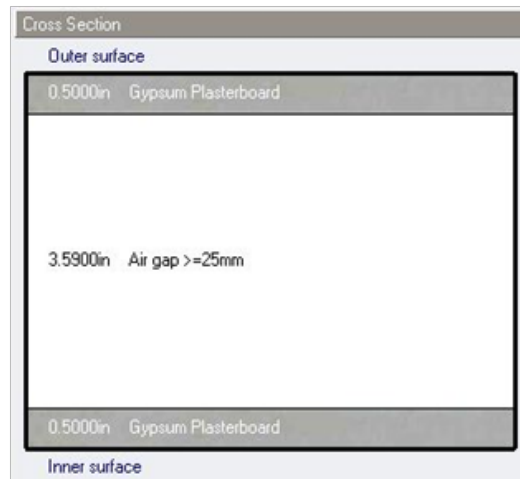 Cross Section
Outer surface
0.5000in Gypsum Plasterboard
3.5900in Air gap >=25mm
0.5000in Gypsum Plasterboard
Inner surface